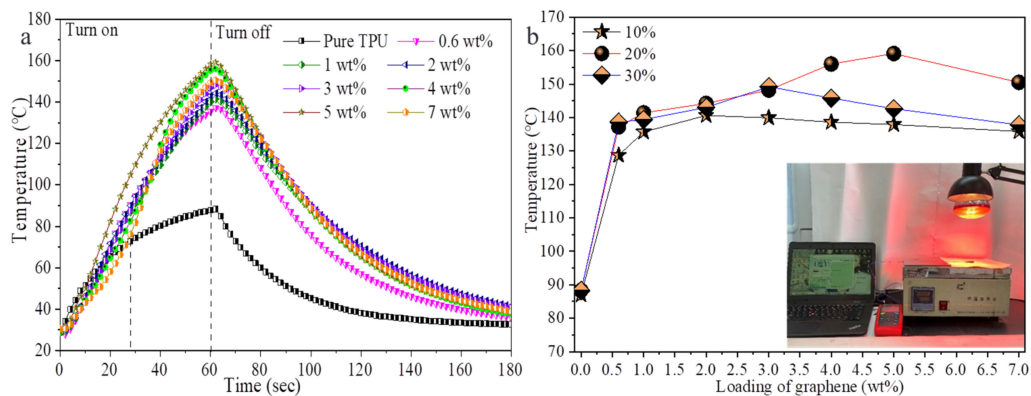 a
Turn on
Turn off
Pure TPU
0.6 wt%
1 wt%
2 wt%
3 wt%
4 wt%
5 wt%
7 wt%
Temperature (℃)
180
160
140
120
100
80
60
40
20
0 20 40 60 80 100 120 140 160 180
Time (sec)
b
10%
20%
30%
Temperature (℃)
170
160
150
140
130
120
110
100
90
80
70
0.0 0.5 1.0 1.5 2.0 2.5 3.0 3.5 4.0 4.5 5.0 5.5 6.0 6.5 7.0
Loading of graphene (wt%)